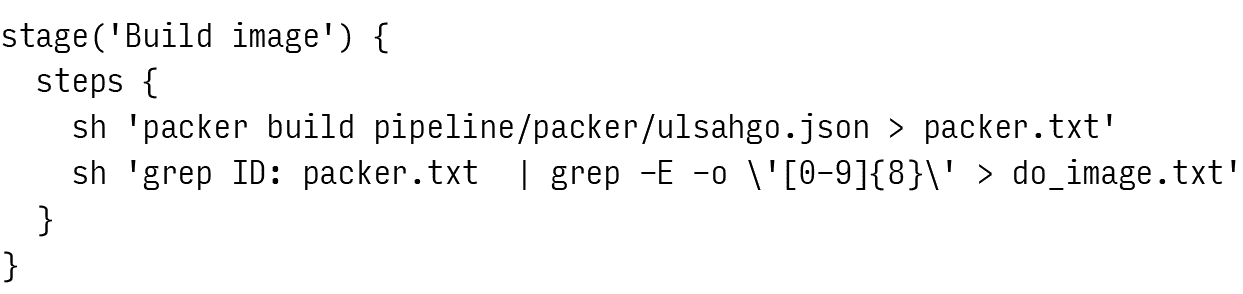 stage('Build image') {
  steps {
    sh 'packer build pipeline/packer/ulsahgo.json > packer.txt'
    sh 'grep ID: packer.txt  | grep -E -o \'[0-9]{8}\' > do_image.txt'
  }
}